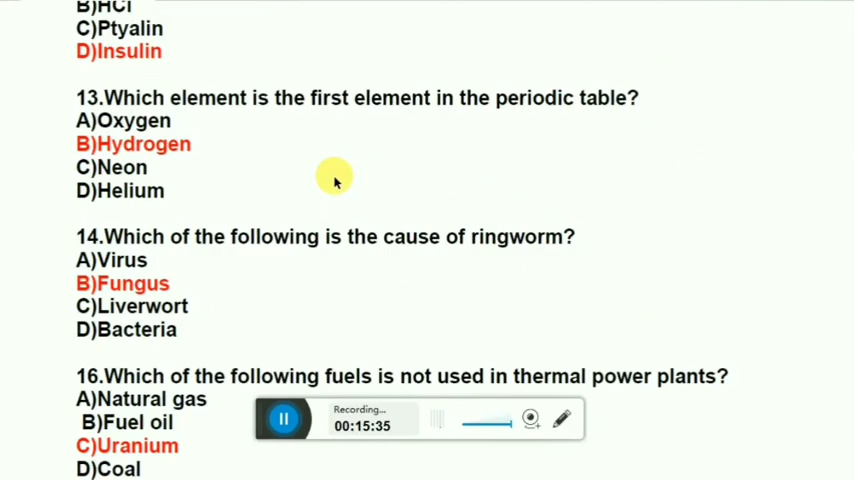 B)HCl
C)Ptyalin
D)Insulin
13.Which element is the first element in the periodic table?
A)Oxygen
B)Hydrogen
C)Neon
D)Helium
14.Which of the following is the cause of ringworm?
A)Virus
B)Fungus
C)Liverwort
D)Bacteria
16.Which of the following fuels is not used in thermal power plants?
A)Natural gas
B)Fuel oil
C)Uranium
D)Coal
Recording...
00:15:35